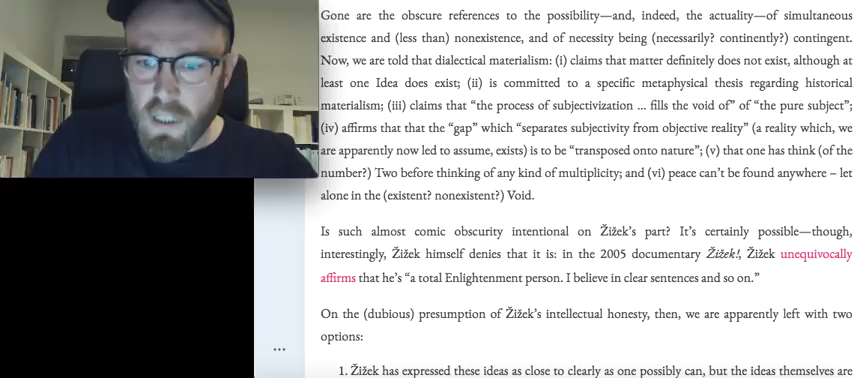 Gone are the obscure references to the possibility—and, indeed, the actuality—of simultaneous
existence and (less than) nonexistence, and of necessity being (necessarily? continently?) contingent.
Now, we are told that dialectical materialism: (i) claims that matter definitely does not exist, although at
least one Idea does exist; (ii) is committed to a specific metaphysical thesis regarding historical
materialism; (iii) claims that “the process of subjectivization ... fills the void of” of “the pure subject”;
(iv) affirms that that the “gap” which “separates subjectivity from objective reality” (a reality which, we
are apparently now led to assume, exists) is to be “transposed onto nature”; (v) that one has think (of the
number?) Two before thinking of any kind of multiplicity; and (vi) peace can’t be found anywhere – let
alone in the (existent? nonexistent?) Void.
Is such almost comic obscurity intentional on Žižek’s part? It’s certainly possible—though,
interestingly, Žižek himself denies that it is: in the 2005 documentary Žižek!, Žižek unequivocally
affirms that he’s “a total Enlightenment person. I believe in clear sentences and so on.”
On the (dubious) presumption of Žižek’s intellectual honesty, then, we are apparently left with two
options:
1. Žižek has expressed these ideas as close to clearly as one possibly can, but the ideas themselves are